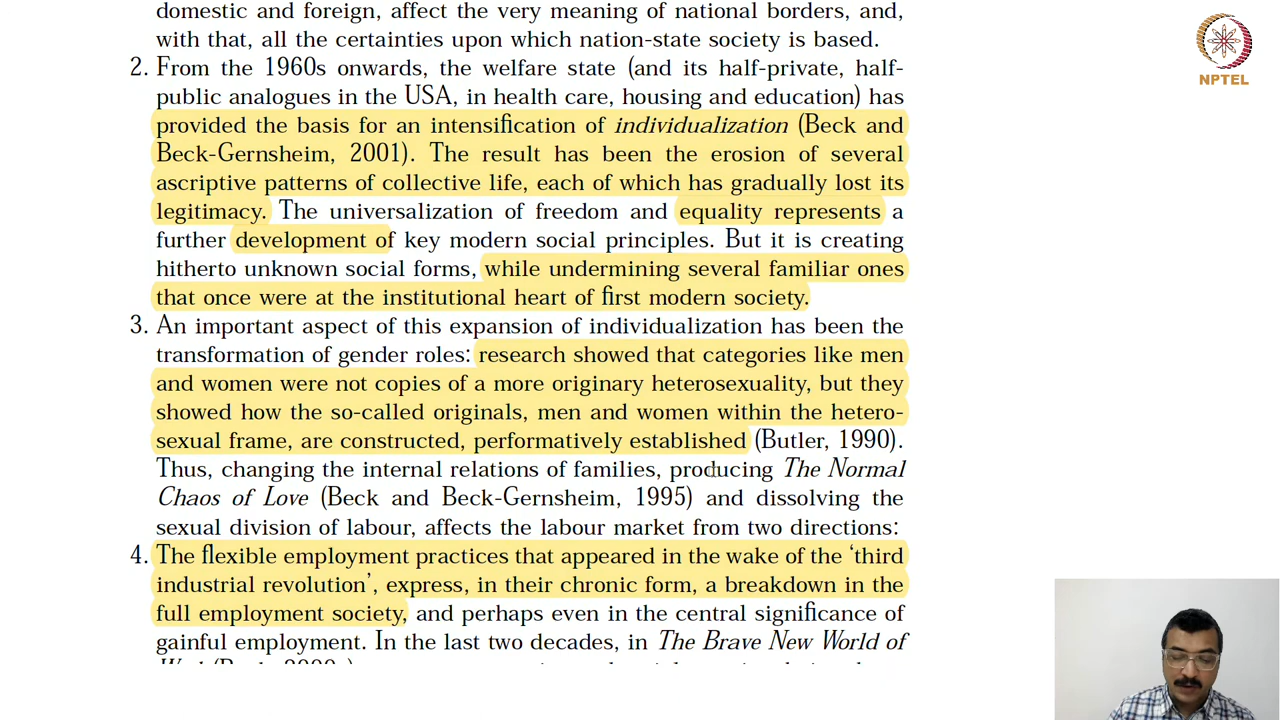 domestic and foreign, affect the very meaning of national borders, and,
with that, all the certainties upon which nation-state society is based.
2. From the 1960s onwards, the welfare state (and its half-private, half-
public analogues in the USA, in health care, housing and education) has
provided the basis for an intensification of individualization (Beck and
Beck-Gernsheim, 2001). The result has been the erosion of several
ascriptive patterns of collective life, each of which has gradually lost its
legitimacy. The universalization of freedom and equality represents a
further development of key modern social principles. But it is creating
hitherto unknown social forms, while undermining several familiar ones
that once were at the institutional heart of first modern society.
3. An important aspect of this expansion of individualization has been the
transformation of gender roles: research showed that categories like men
and women were not copies of a more originary heterosexuality, but they
showed how the so-called originals, men and women within the hetero-
sexual frame, are constructed, performatively established (Butler, 1990).
Thus, changing the internal relations of families, producing The Normal
Chaos of Love (Beck and Beck-Gernsheim, 1995) and dissolving the
sexual division of labour, affects the labour market from two directions:
4. The flexible employment practices that appeared in the wake of the ‘third
industrial revolution’, express, in their chronic form, a breakdown in the
full employment society, and perhaps even in the central significance of
gainful employment. In the last two decades, in The Brave New World of
NPTEL